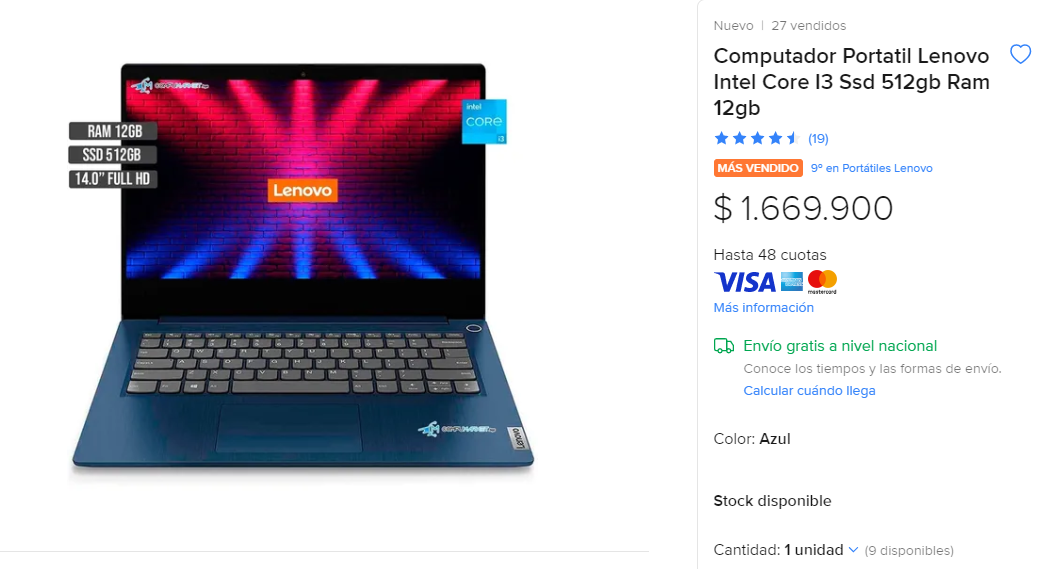 RAM 12GB
SSD 512GB
14.0” FULL HD
intel
CORE
i3
Lenovo
Lenovo
Nuevo | 27 vendidos
Computador Portatil Lenovo
Intel Core I3 Ssd 512gb Ram
12gb
(19)
MÁS VENDIDO 9º en Portátiles Lenovo
$ 1.669.900
Hasta 48 cuotas
VISA
mastercard
Más información
Envío gratis a nivel nacional
Conoce los tiempos y las formas de envío.
Calcular cuándo llega
Color: Azul
Stock disponible
Cantidad: 1 unidad (9 disponibles)